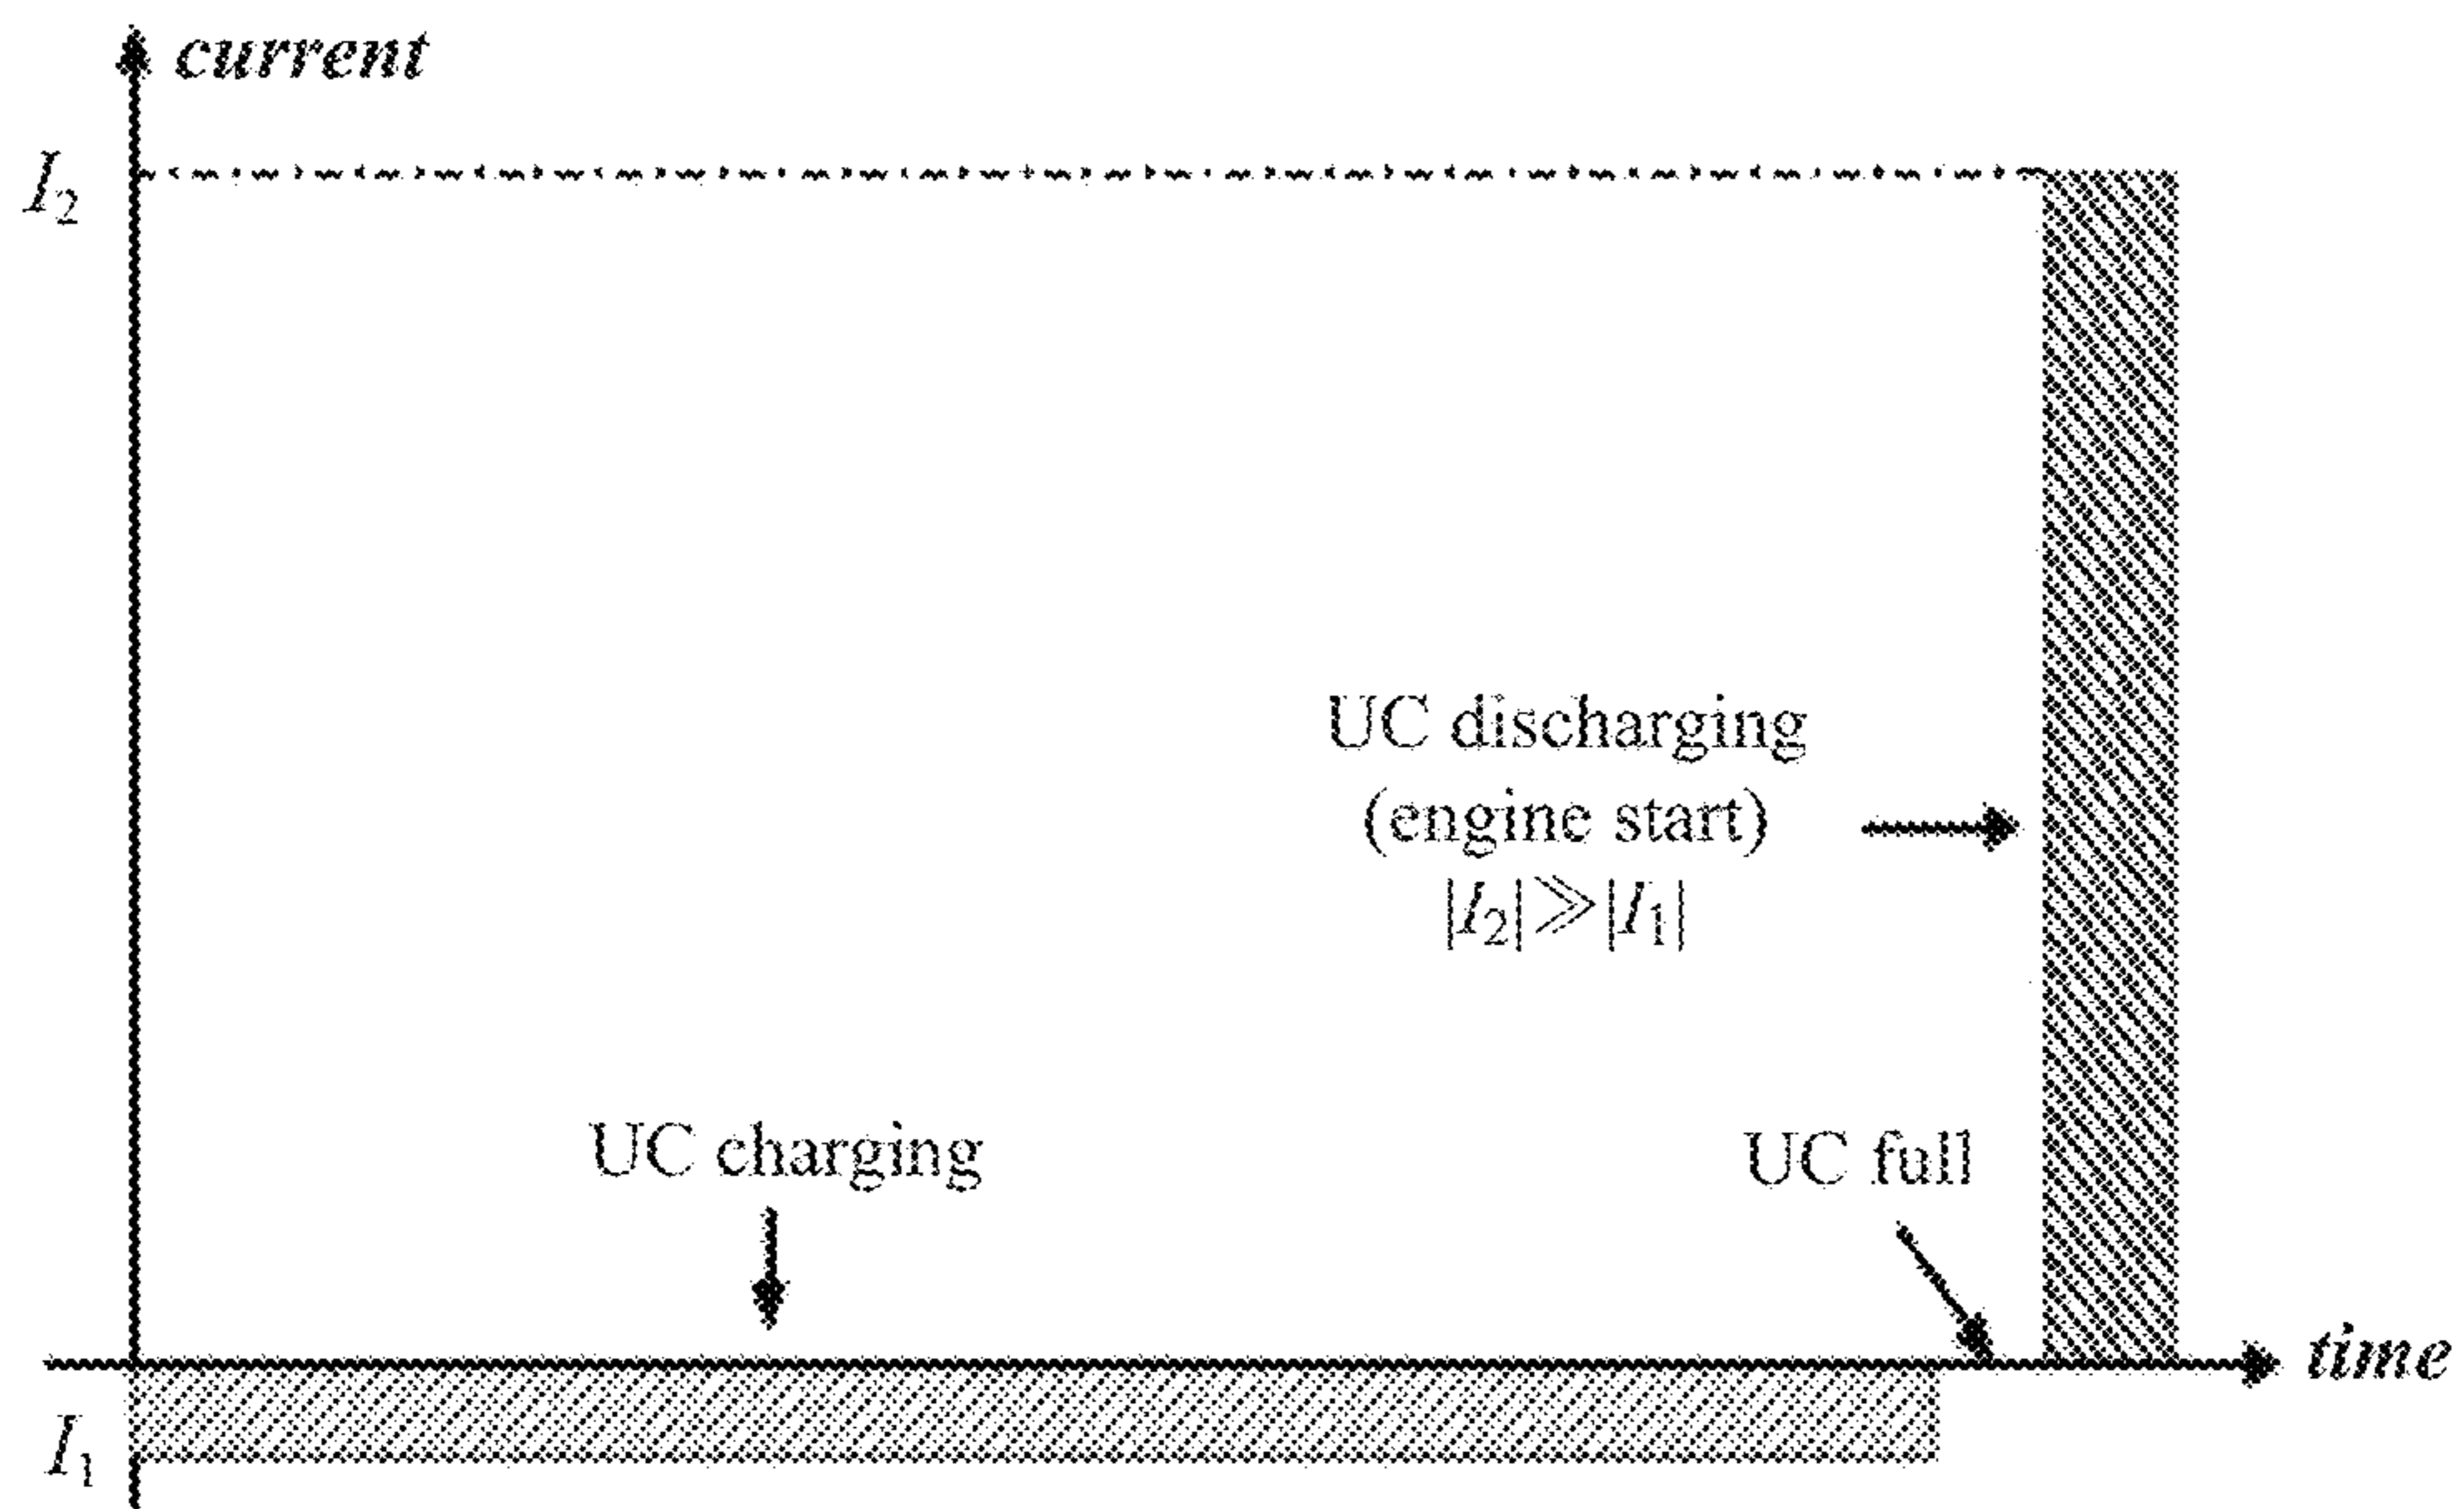 current
I₂
UC discharging
(engine start)
|I₂|≫|I₁|
UC charging
UC full
time
I₁